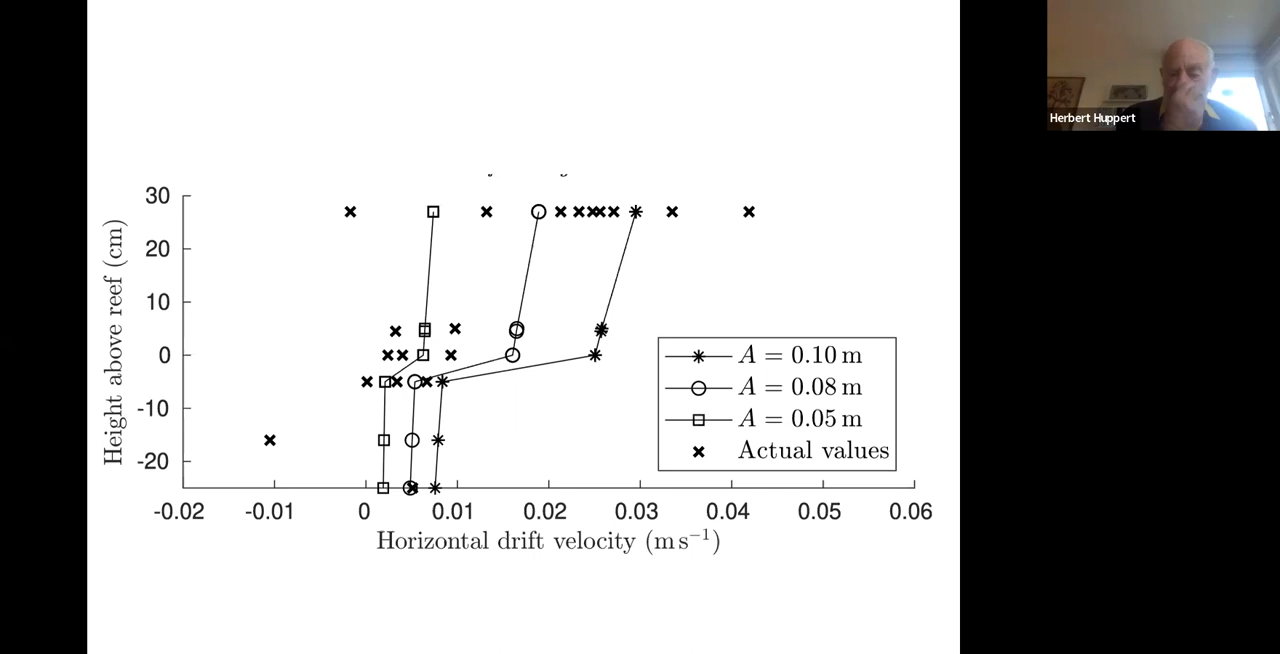 Herbert Huppert
30
20
10
0
-10
-20
Height above reef (cm)
A = 0.10 m
A = 0.08 m
A = 0.05 m
Actual values
-0.02 -0.01 0 0.01 0.02 0.03 0.04 0.05 0.06
Horizontal drift velocity (m s⁻¹)